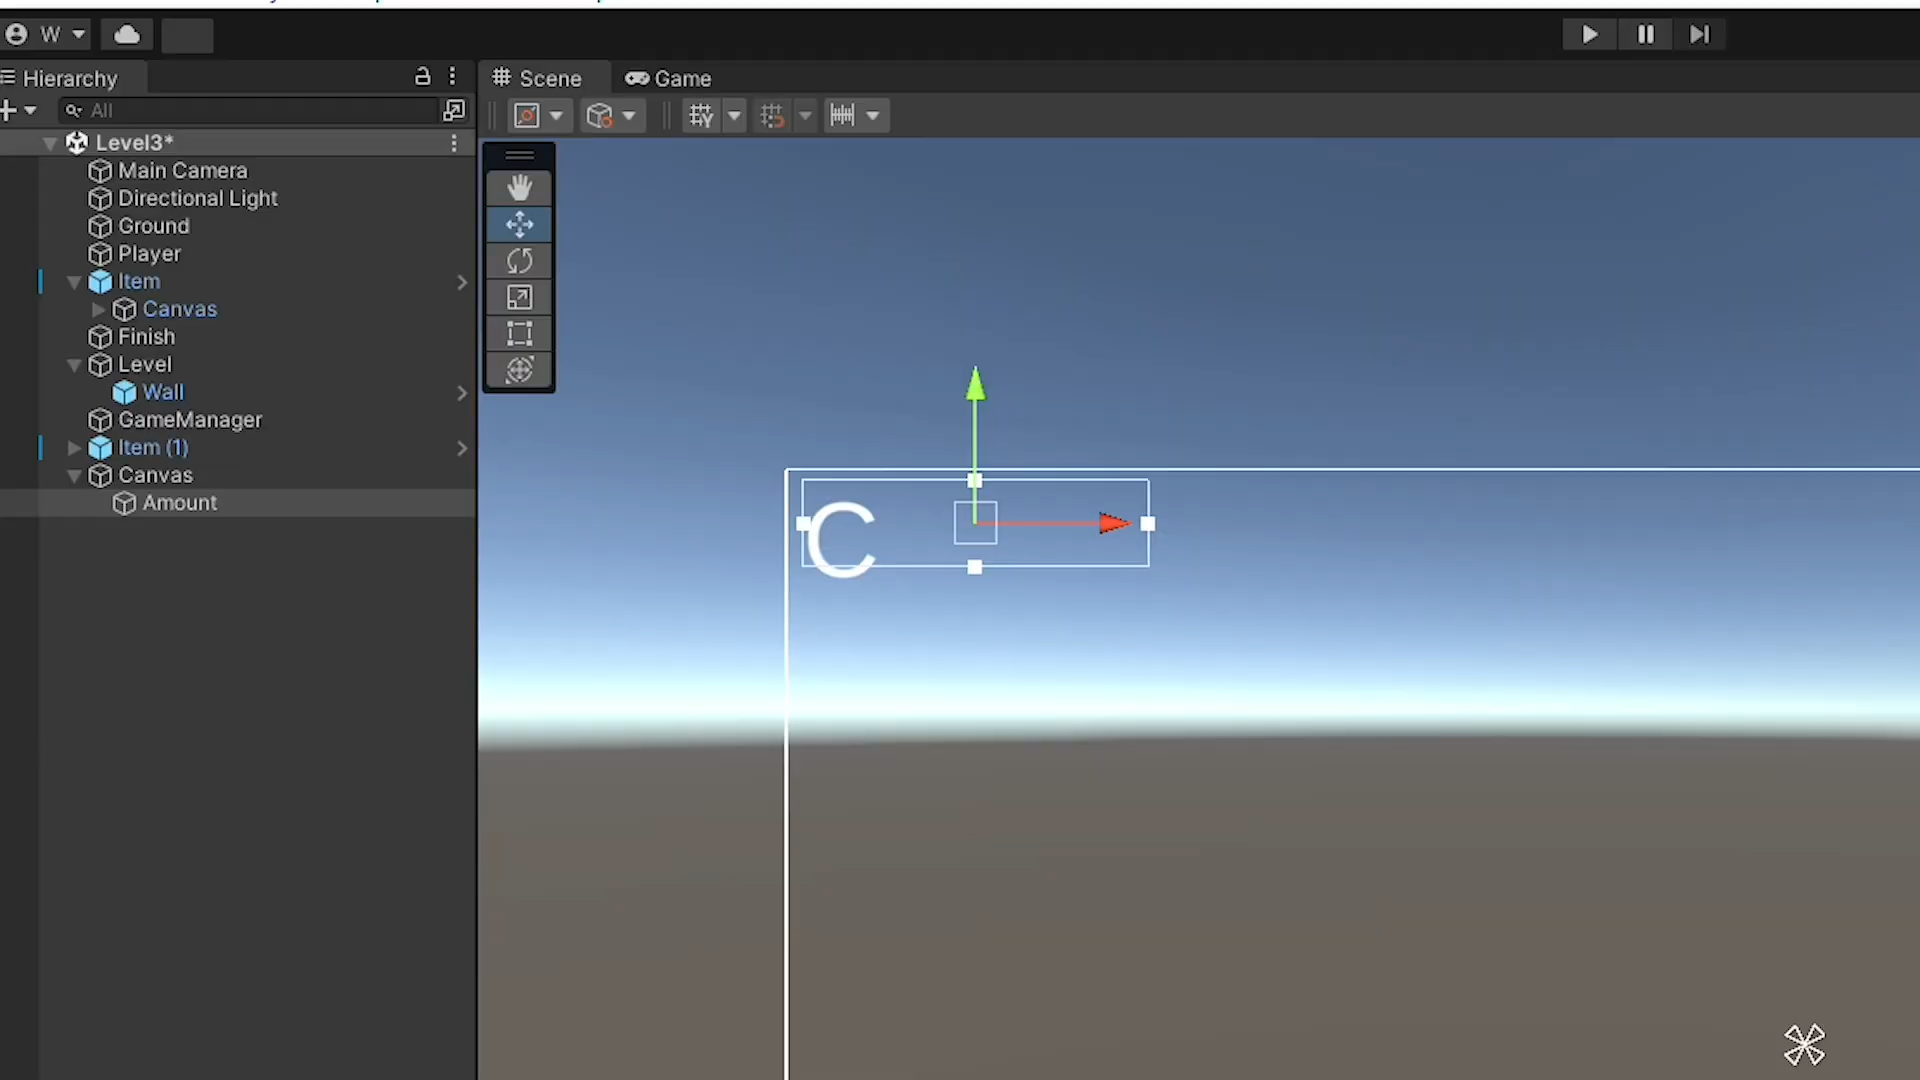 W
Hierarchy
Scene
Game
All
Level3*
Main Camera
Directional Light
Ground
Player
Item
Canvas
Finish
Level
Wall
GameManager
Item (1)
Canvas
Amount
C